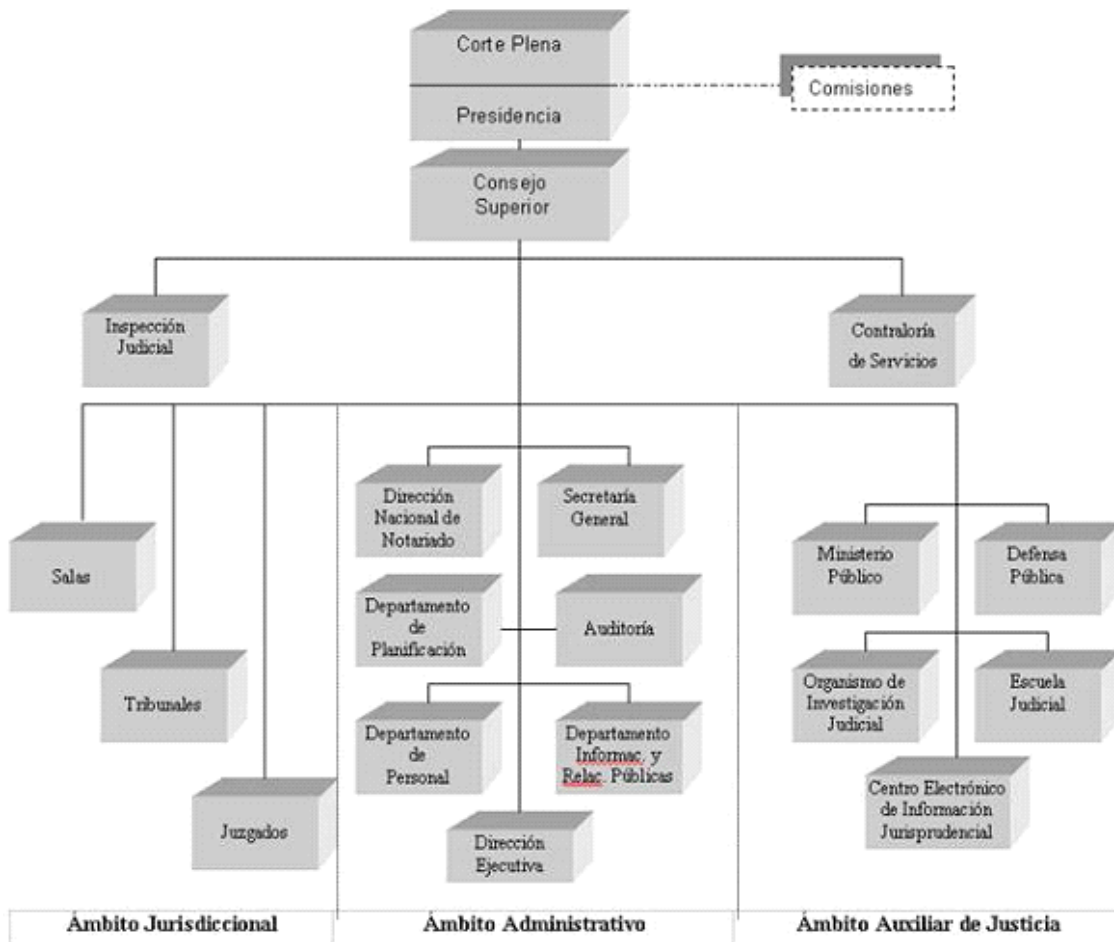 Corte Plena
Presidencia
Comisiones
Consejo
Superior
Inspección
Judicial
Contraloría
de Servicios
Dirección
Nacional de
Notariado
Secretaría
General
Ministerio
Público
Defensa
Pública
Salas
Departamento
de
Planificación
Auditoría
Organismo de
Investigación
Judicial
Escuela
Judicial
Tribunales
Departamento
de
Personal
Departamento
Informac. y
Relac. Públicas
Centro Electrónico
de Información
Jurisprudencial
Juzgados
Dirección
Ejecutiva
Ámbito Jurisdiccional
Ámbito Administrativo
Ámbito Auxiliar de Justicia